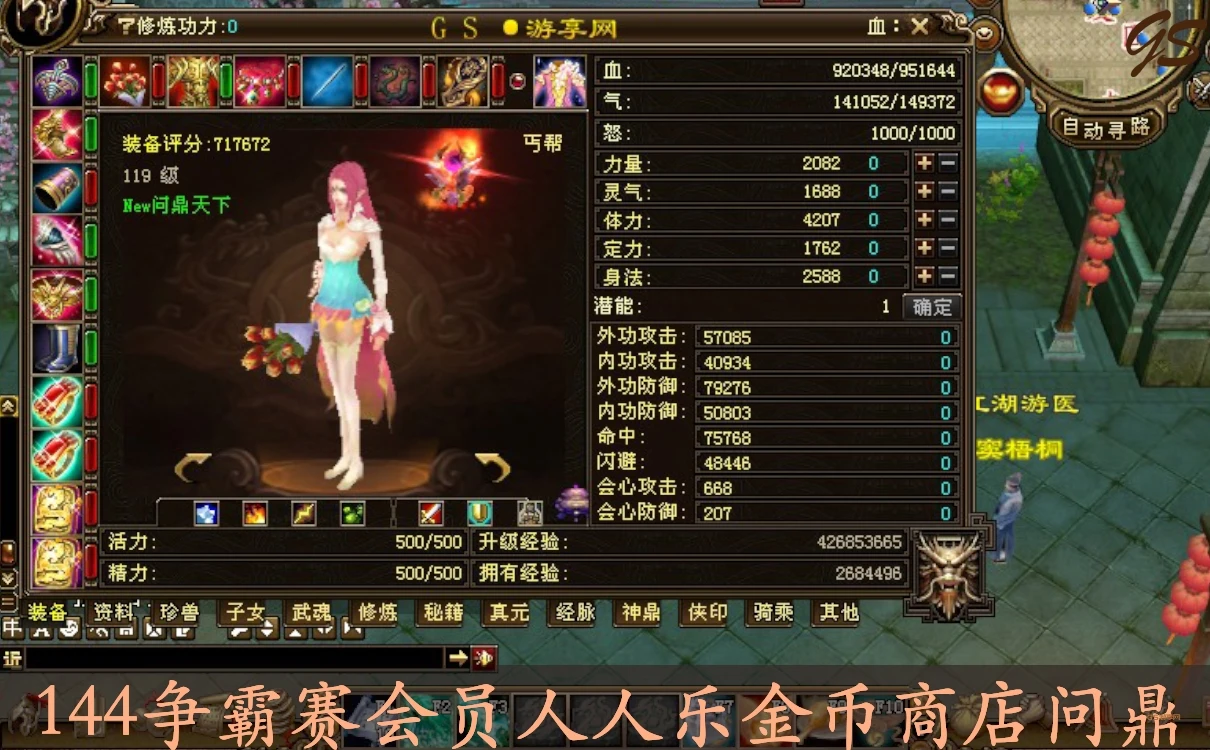 修炼功力:0
GS 游享网
血:
GS
自动寻路
血: 920348/951644
气: 141052/149372
怒: 1000/1000
装备评分:717672
丐帮
119 级
New问鼎天下
力量: 2082 0
灵气: 1688 0
体力: 4207 0
定力: 1762 0
身法: 2588 0
潜能: 1 确定
外功攻击: 57085 0
内功攻击: 40934 0
外功防御: 79276 0
内功防御: 50803 0
命中: 75768 0
闪避: 48446 0
会心攻击: 668 0
会心防御: 207 0
江湖游医
窦梧桐
活力: 500/500 升级经验: 426853665
精力: 500/500 拥有经验: 2684496
装备 资料 珍兽 子女 武魂 修炼 秘籍 真元 经脉 神鼎 侠印 骑乘 其他
近
F2 F3 F7 F10
144争霸赛会员人人乐金币商店问鼎